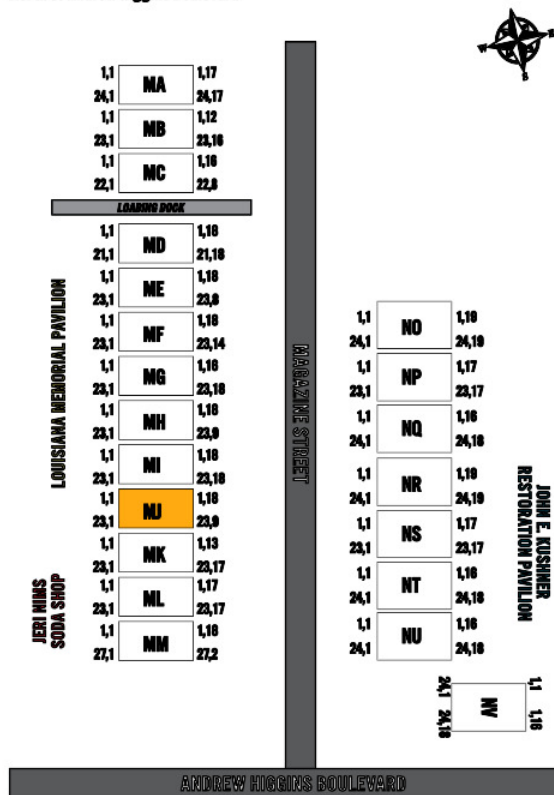 N
W
E
S
1,1 MA 1,17
24,1 24,17
1,1 MB 1,12
23,1 23,16
1,1 MC 1,16
22,1 22,8
LOADING DOCK
1,1 MD 1,18
21,1 21,18
1,1 ME 1,18
23,1 23,8
1,1 MF 1,18
23,1 23,14
1,1 MG 1,16
23,1 23,18
1,1 MH 1,18
23,1 23,9
1,1 MI 1,18
23,1 23,18
1,1 MJ 1,18
23,1 23,9
1,1 MK 1,13
23,1 23,17
1,1 ML 1,17
23,1 23,17
1,1 MM 1,18
27,1 27,2
LOUISIANA MEMORIAL PAVILION
JERI NIMS
SODA SHOP
MAGAZINE STREET
1,1 NO 1,19
24,1 24,19
1,1 NP 1,17
23,1 23,17
1,1 NQ 1,16
24,1 24,18
1,1 NR 1,19
24,1 24,19
1,1 NS 1,17
23,1 23,17
1,1 NT 1,16
24,1 24,18
1,1 NU 1,16
24,1 24,18
JOHN E. KUSHNER
RESTORATION PAVILION
1,1 NV 1,16
24,1 24,18
ANDREW HIGGINS BOULEVARD